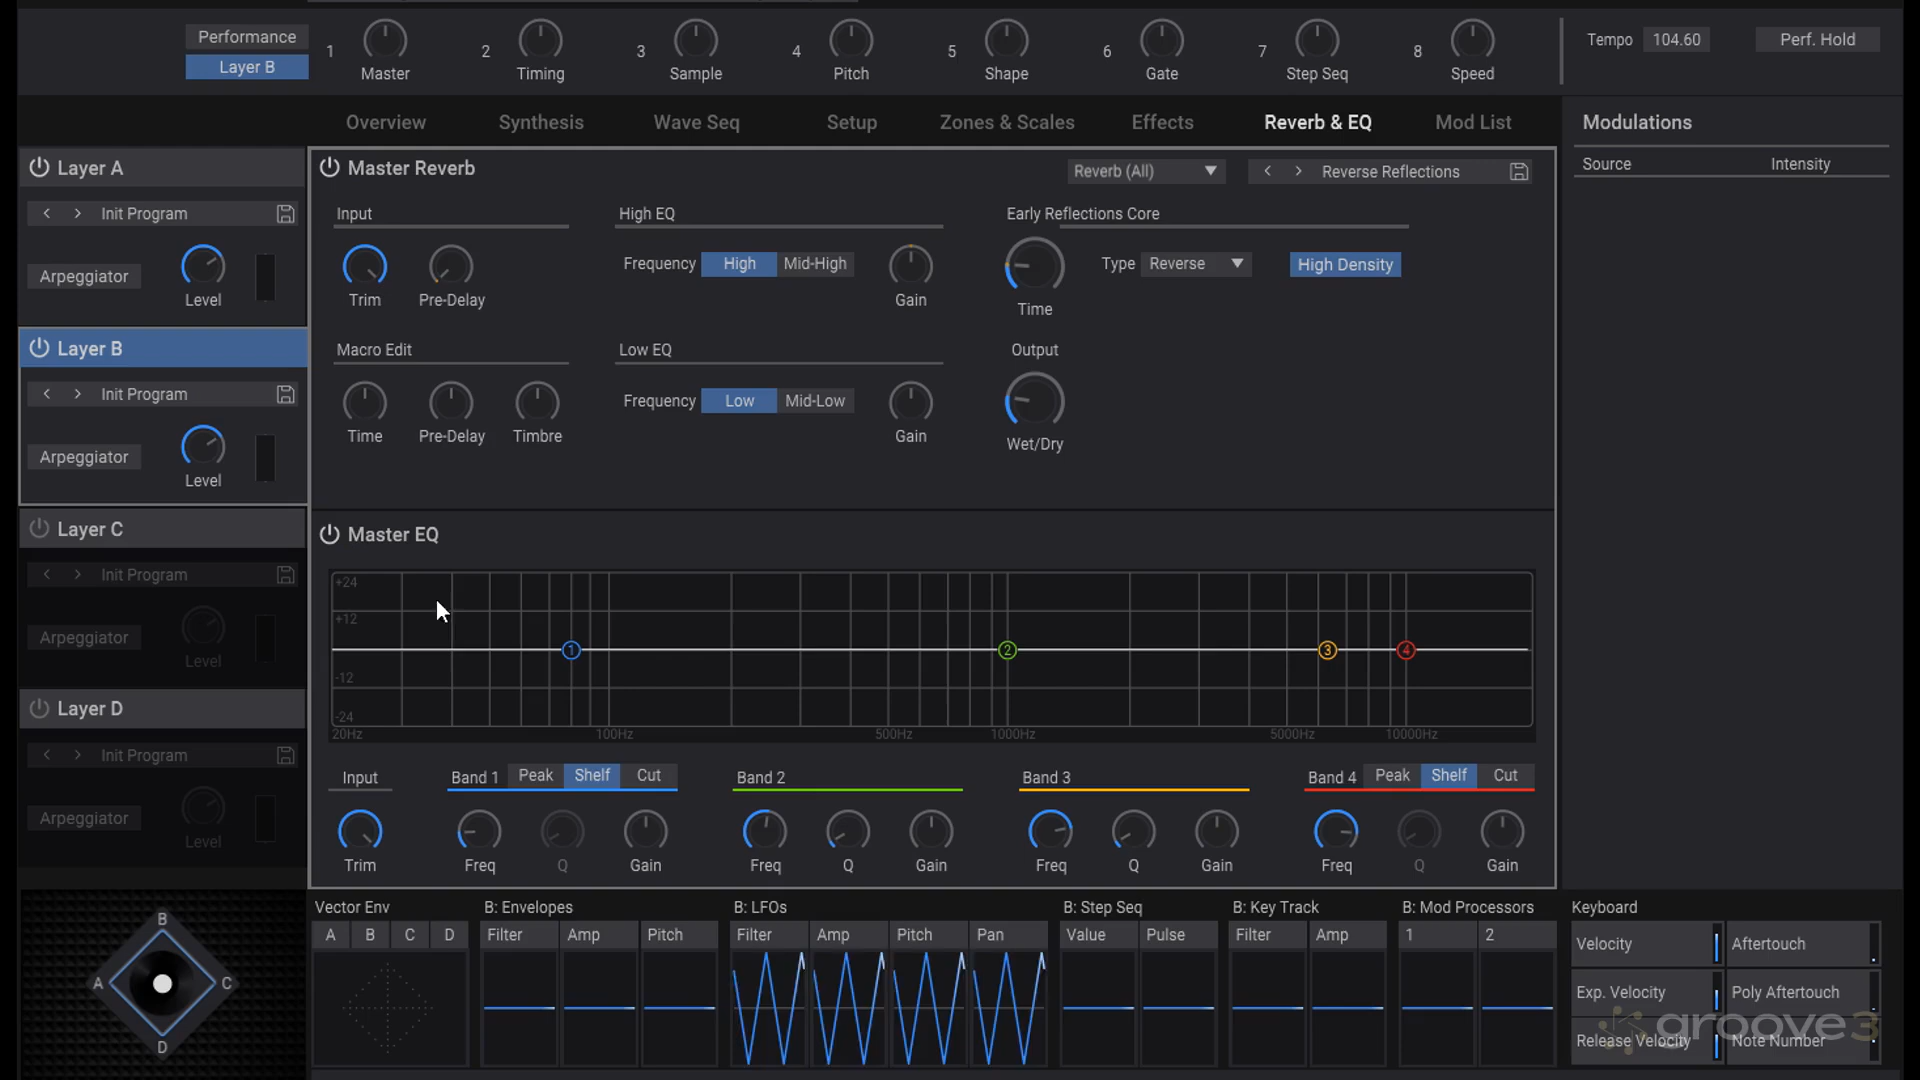 Performance
Layer B
1 Master
2 Timing
3 Sample
4 Pitch
5 Shape
6 Gate
7 Step Seq
8 Speed
Tempo 104.60
Perf. Hold
Overview Synthesis Wave Seq Setup Zones & Scales Effects Reverb & EQ Mod List
Modulations
Source Intensity
Layer A
< > Init Program
Arpeggiator
Level
Layer B
< > Init Program
Arpeggiator
Level
Layer C
< > Init Program
Arpeggiator
Level
Layer D
< > Init Program
Arpeggiator
Level
B
A C
D
Master Reverb
Reverb (All)
< > Reverse Reflections
Input
Trim Pre-Delay
High EQ
Frequency High Mid-High
Gain
Early Reflections Core
Time
Type Reverse
High Density
Macro Edit
Time Pre-Delay Timbre
Low EQ
Frequency Low Mid-Low
Gain
Output
Wet/Dry
Master EQ
+24
+12
1 2 3 4
-12
-24
20Hz 100Hz 500Hz 1000Hz 5000Hz 10000Hz
Input
Trim
Band 1 Peak Shelf Cut
Freq Q Gain
Band 2
Freq Q Gain
Band 3
Freq Q Gain
Band 4 Peak Shelf Cut
Freq Q Gain
Vector Env
A B C D
B: Envelopes
Filter Amp Pitch
B: LFOs
Filter Amp Pitch Pan
B: Step Seq
Value Pulse
B: Key Track
Filter Amp
B: Mod Processors
1 2
Keyboard
Velocity Aftertouch
Exp. Velocity Poly Aftertouch
Release Velocity Note Number
groove3